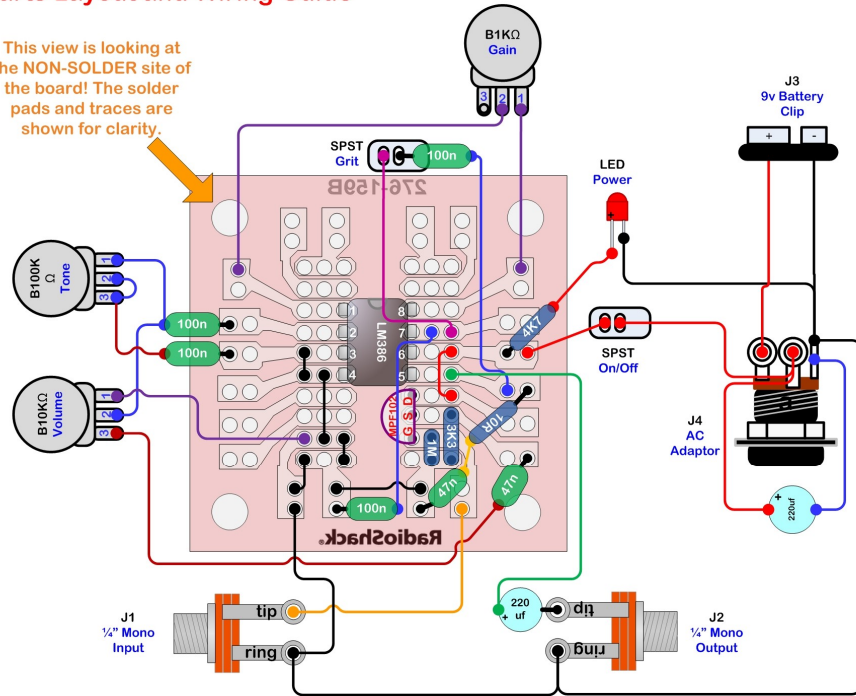 B1KΩ
Gain
3 2 1
This view is looking at
the NON-SOLDER site of
the board! The solder
pads and traces are
shown for clarity.
J3
9v Battery
Clip
+ -
SPST
Grit
100n
276-159B
LED
Power
+
B100K
Ω
Tone
1
2
3
100n
100n
1 8
2 7
3 6
4 5
LM386
4K7
SPST
On/Off
B10KΩ
Volume
1
2
3
G S D
1M
3K3
10R
J4
AC
Adaptor
47n
47n
100n
+
220uf
RadioShack®
J1
¼” Mono
Input
tip
ring
220
uf
+
tip
ring
J2
¼” Mono
Output